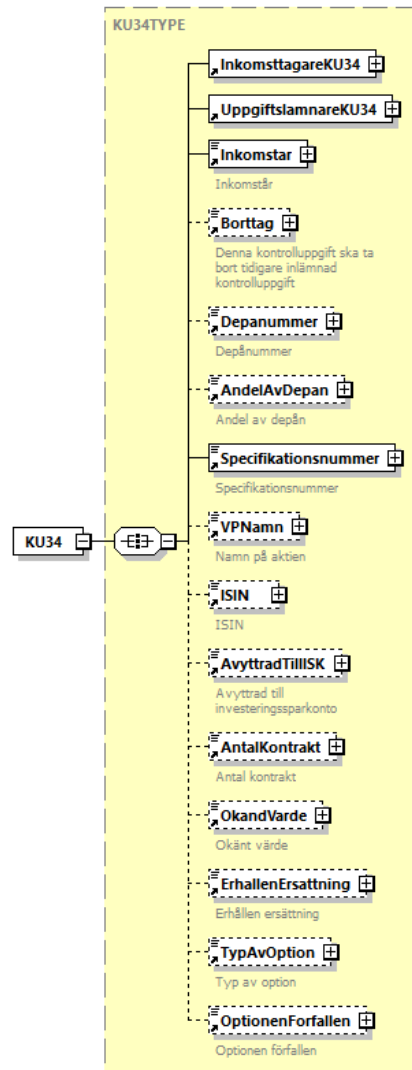 KU34TYPE
InkomsttagareKU34
UppgiftslamnareKU34
Inkomstar
Inkomstår
Borttag
Denna kontrolluppgift ska ta
bort tidigare inlämnad
kontrolluppgift
Depanummer
Depånummer
AndelAvDepan
Andel av depån
Specifikationsnummer
Specifikationsnummer
KU34
VPNamn
Namn på aktien
ISIN
ISIN
AvyttradTillISK
Avyttrad till
investeringssparkonto
AntalKontrakt
Antal kontrakt
OkandVarde
Okänt värde
ErhallenErsattning
Erhållen ersättning
TypAvOption
Typ av option
OptionenForfallen
Optionen förfallen